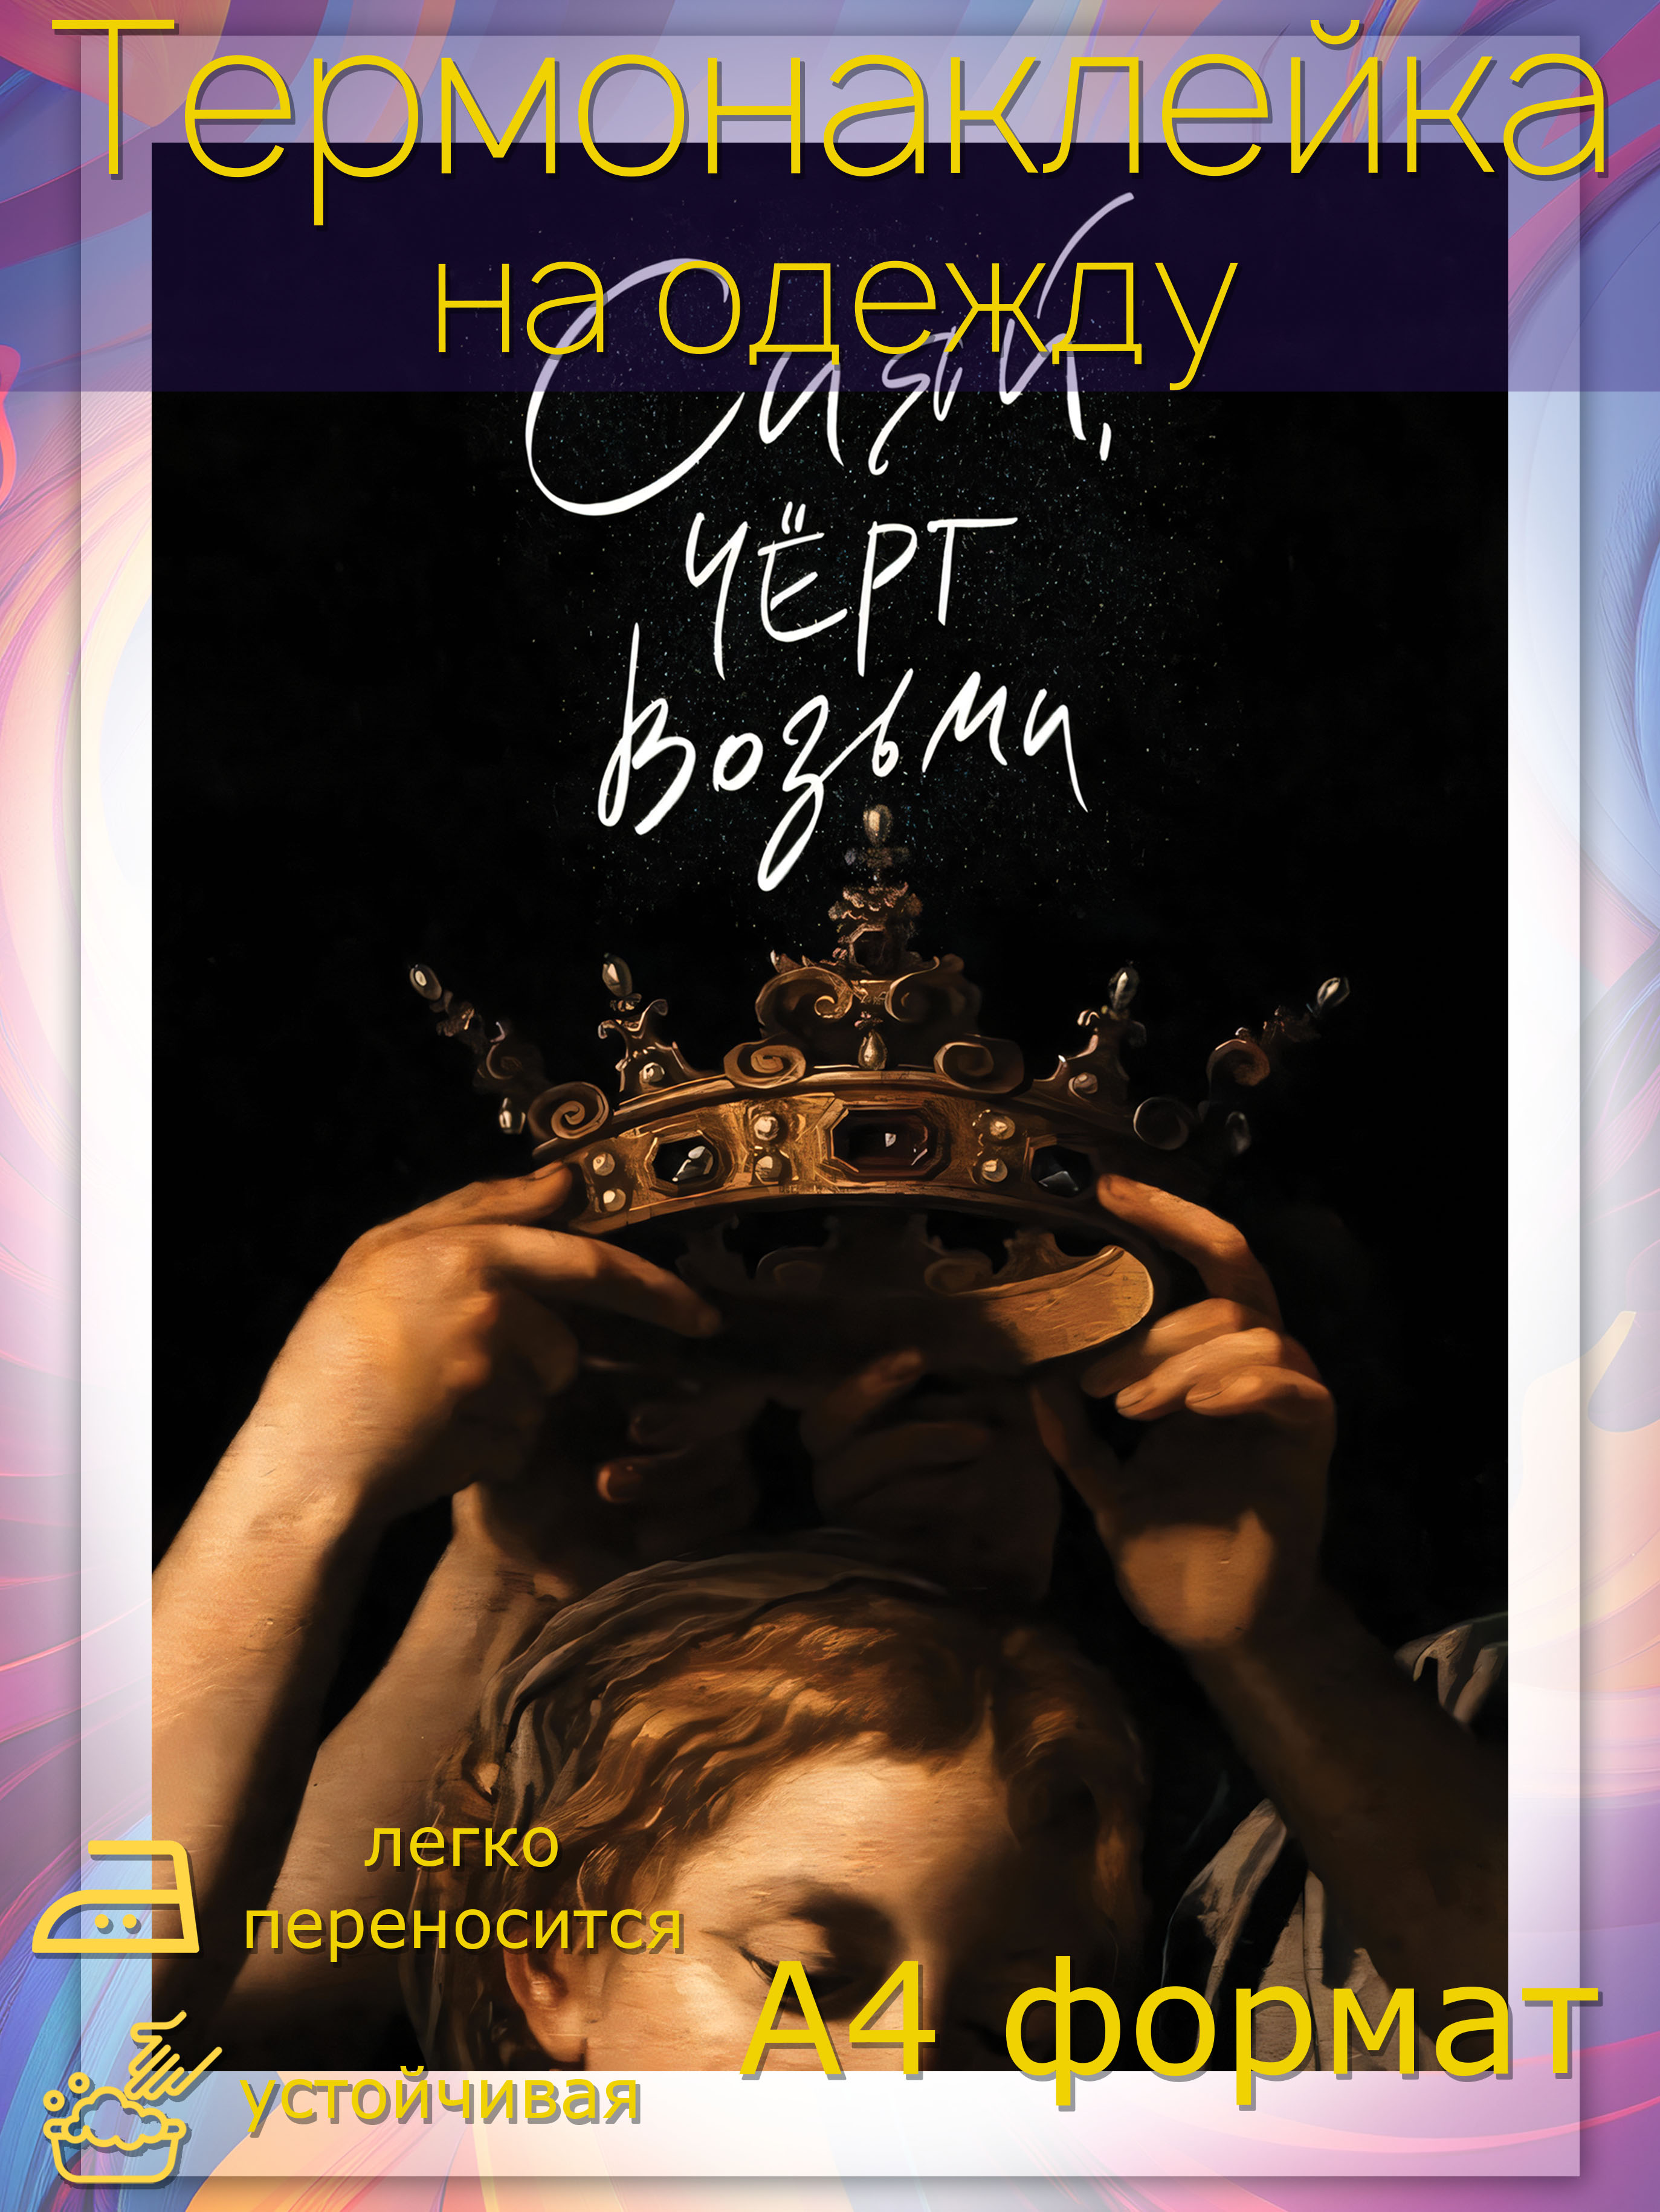 Термонаклейка
на одежду
Сияй,
чёрт
возьми
легко
переносится
А4 формат
устойчивая